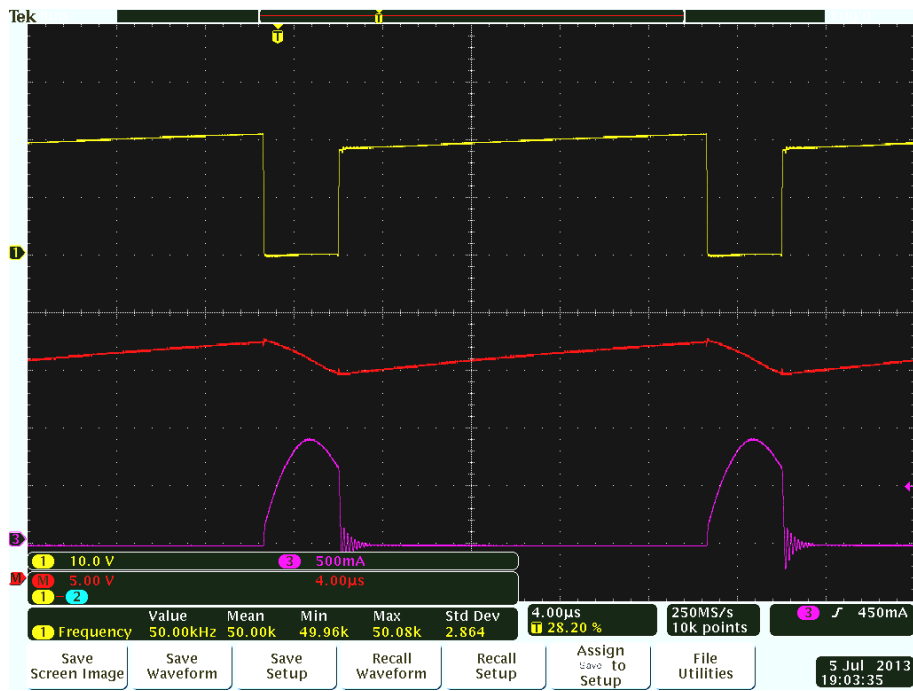 Tek
T
T
1
3
1 10.0 V 3 500mA
M M 5.00 V 4.00µs
1 - 2
Value Mean Min Max Std Dev
1 Frequency 50.00kHz 50.00k 49.96k 50.08k 2.864
4.00µs
T 28.20 %
250MS/s
10k points
3 450mA
Save
Screen Image
Save
Waveform
Save
Setup
Recall
Waveform
Recall
Setup
Assign
Save to
Setup
File
Utilities
5 Jul 2013
19:03:35